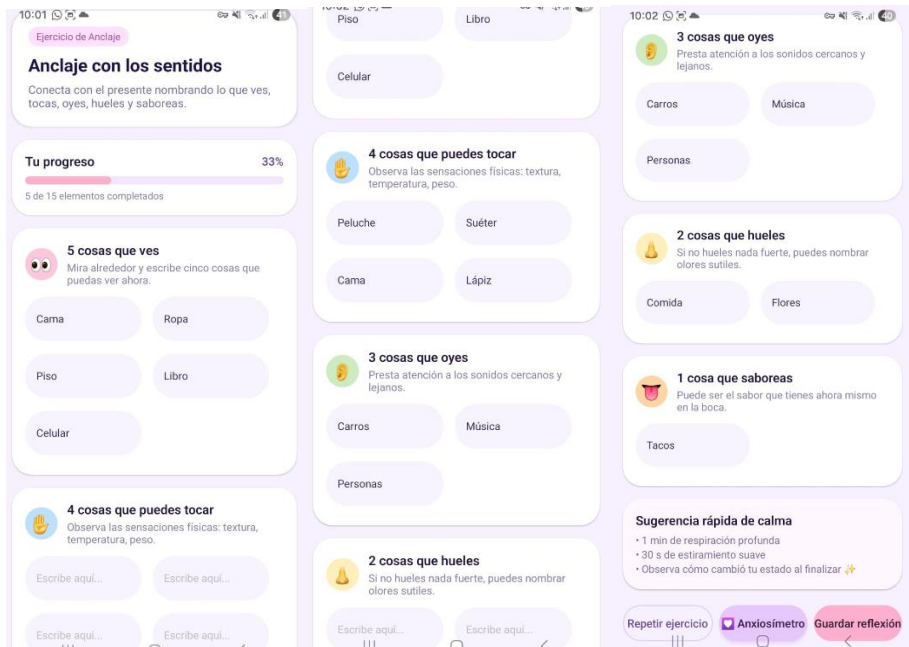 10:01
41
Ejercicio de Anclaje
Anclaje con los sentidos
Conecta con el presente nombrando lo que ves,
tocas, oyes, hueles y saboreas.
Tu progreso
33%
5 de 15 elementos completados
5 cosas que ves
Mira alrededor y escribe cinco cosas que
puedas ver ahora.
Cama
Ropa
Piso
Libro
Celular
4 cosas que puedes tocar
Observa las sensaciones físicas: textura,
temperatura, peso.
Escribe aquí...
Escribe aquí...
Escribe aquí...
Escribe aquí...
Piso
Libro
Celular
4 cosas que puedes tocar
Observa las sensaciones físicas: textura,
temperatura, peso.
Peluche
Suéter
Cama
Lápiz
3 cosas que oyes
Presta atención a los sonidos cercanos y
lejanos.
Carros
Música
Personas
2 cosas que hueles
Si no hueles nada fuerte, puedes nombrar
olores sutiles.
Escribe aquí...
Escribe aquí...
10:02
40
3 cosas que oyes
Presta atención a los sonidos cercanos y
lejanos.
Carros
Música
Personas
2 cosas que hueles
Si no hueles nada fuerte, puedes nombrar
olores sutiles.
Comida
Flores
1 cosa que saboreas
Puede ser el sabor que tienes ahora mismo
en la boca.
Tacos
Sugerencia rápida de calma
• 1 min de respiración profunda
• 30 s de estiramiento suave
• Observa cómo cambió tu estado al finalizar ✨
Repetir ejercicio
Anxiosímetro
Guardar reflexión